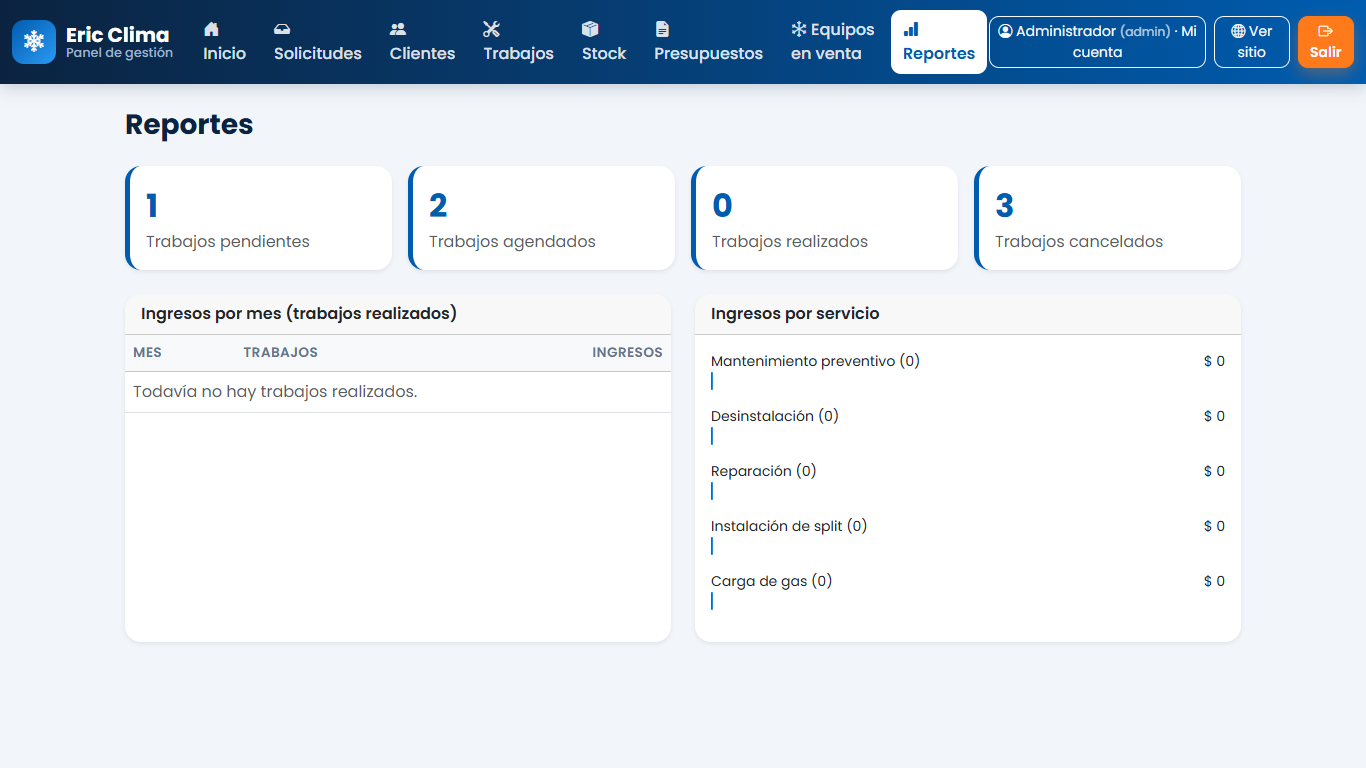 Eric Clima
Panel de gestión
Inicio
Solicitudes
Clientes
Trabajos
Stock
Presupuestos
Equipos
en venta
Reportes
Administrador (admin) · Mi
cuenta
Ver
sitio
Salir
Reportes
1
Trabajos pendientes
2
Trabajos agendados
0
Trabajos realizados
3
Trabajos cancelados
Ingresos por mes (trabajos realizados)
MES TRABAJOS INGRESOS
Todavía no hay trabajos realizados.
Ingresos por servicio
Mantenimiento preventivo (0) $ 0
Desinstalación (0) $ 0
Reparación (0) $ 0
Instalación de split (0) $ 0
Carga de gas (0) $ 0